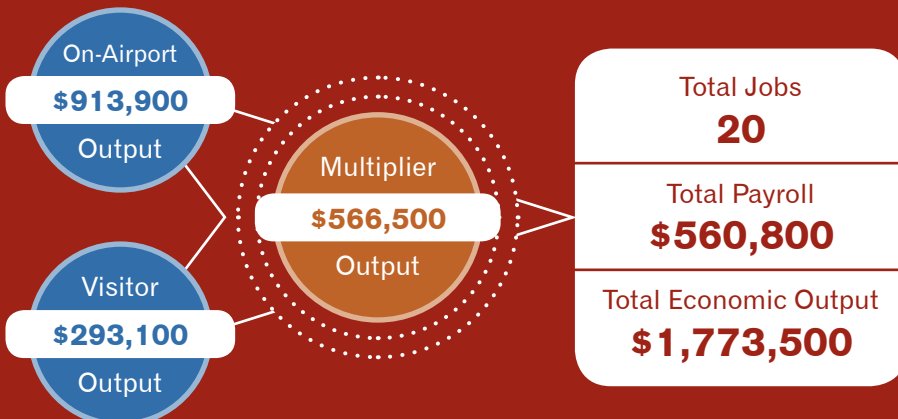 On-Airport
$913,900
Output
Visitor
$293,100
Output
Multiplier
$566,500
Output
Total Jobs
20
Total Payroll
$560,800
Total Economic Output
$1,773,500